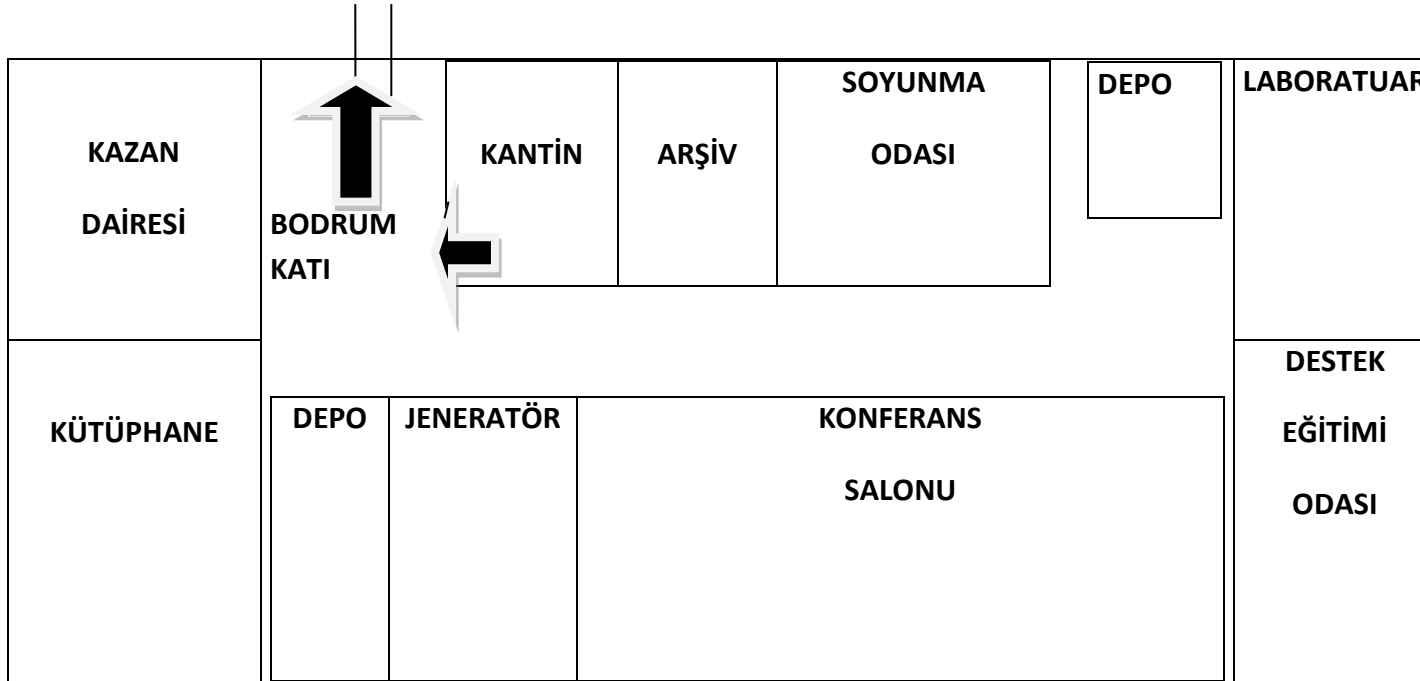 KAZAN
DAİRESİ
BODRUM
KATI
KANTİN
ARŞİV
SOYUNMA
ODASI
DEPO
LABORATUAR
KÜTÜPHANE
DEPO
JENERATÖR
KONFERANS
SALONU
DESTEK
EĞİTİMİ
ODASI